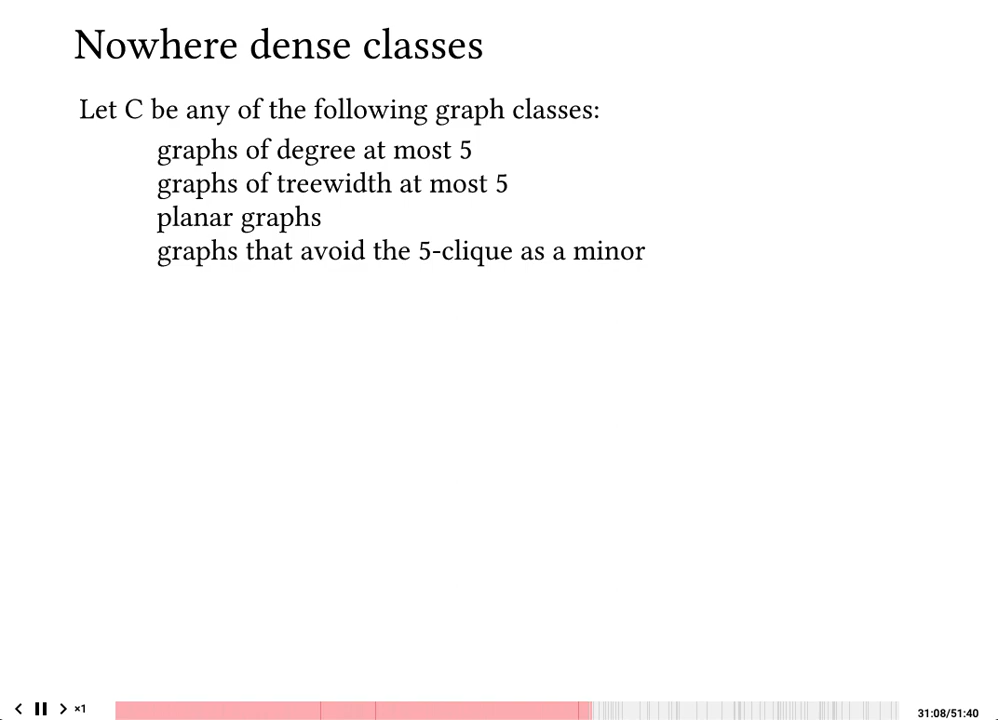 Nowhere dense classes
Let C be any of the following graph classes:
graphs of degree at most 5
graphs of treewidth at most 5
planar graphs
graphs that avoid the 5-clique as a minor
×1
31:08/51:40